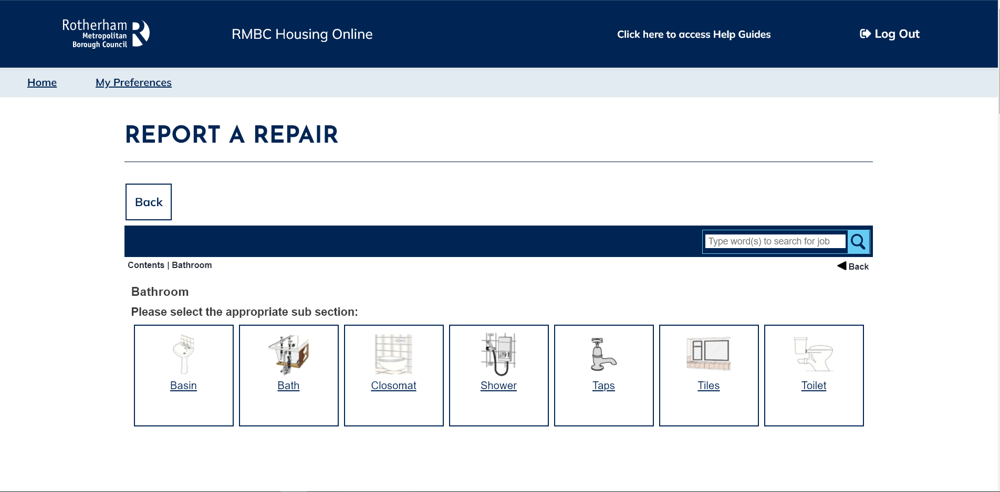 Rotherham
Metropolitan
Borough Council
RMBC Housing Online
Click here to access Help Guides
Log Out
Home
My Preferences
REPORT A REPAIR
Back
Type word(s) to search for job
Contents | Bathroom
Back
Bathroom
Please select the appropriate sub section:
Basin
Bath
Closomat
Shower
Taps
Tiles
Toilet